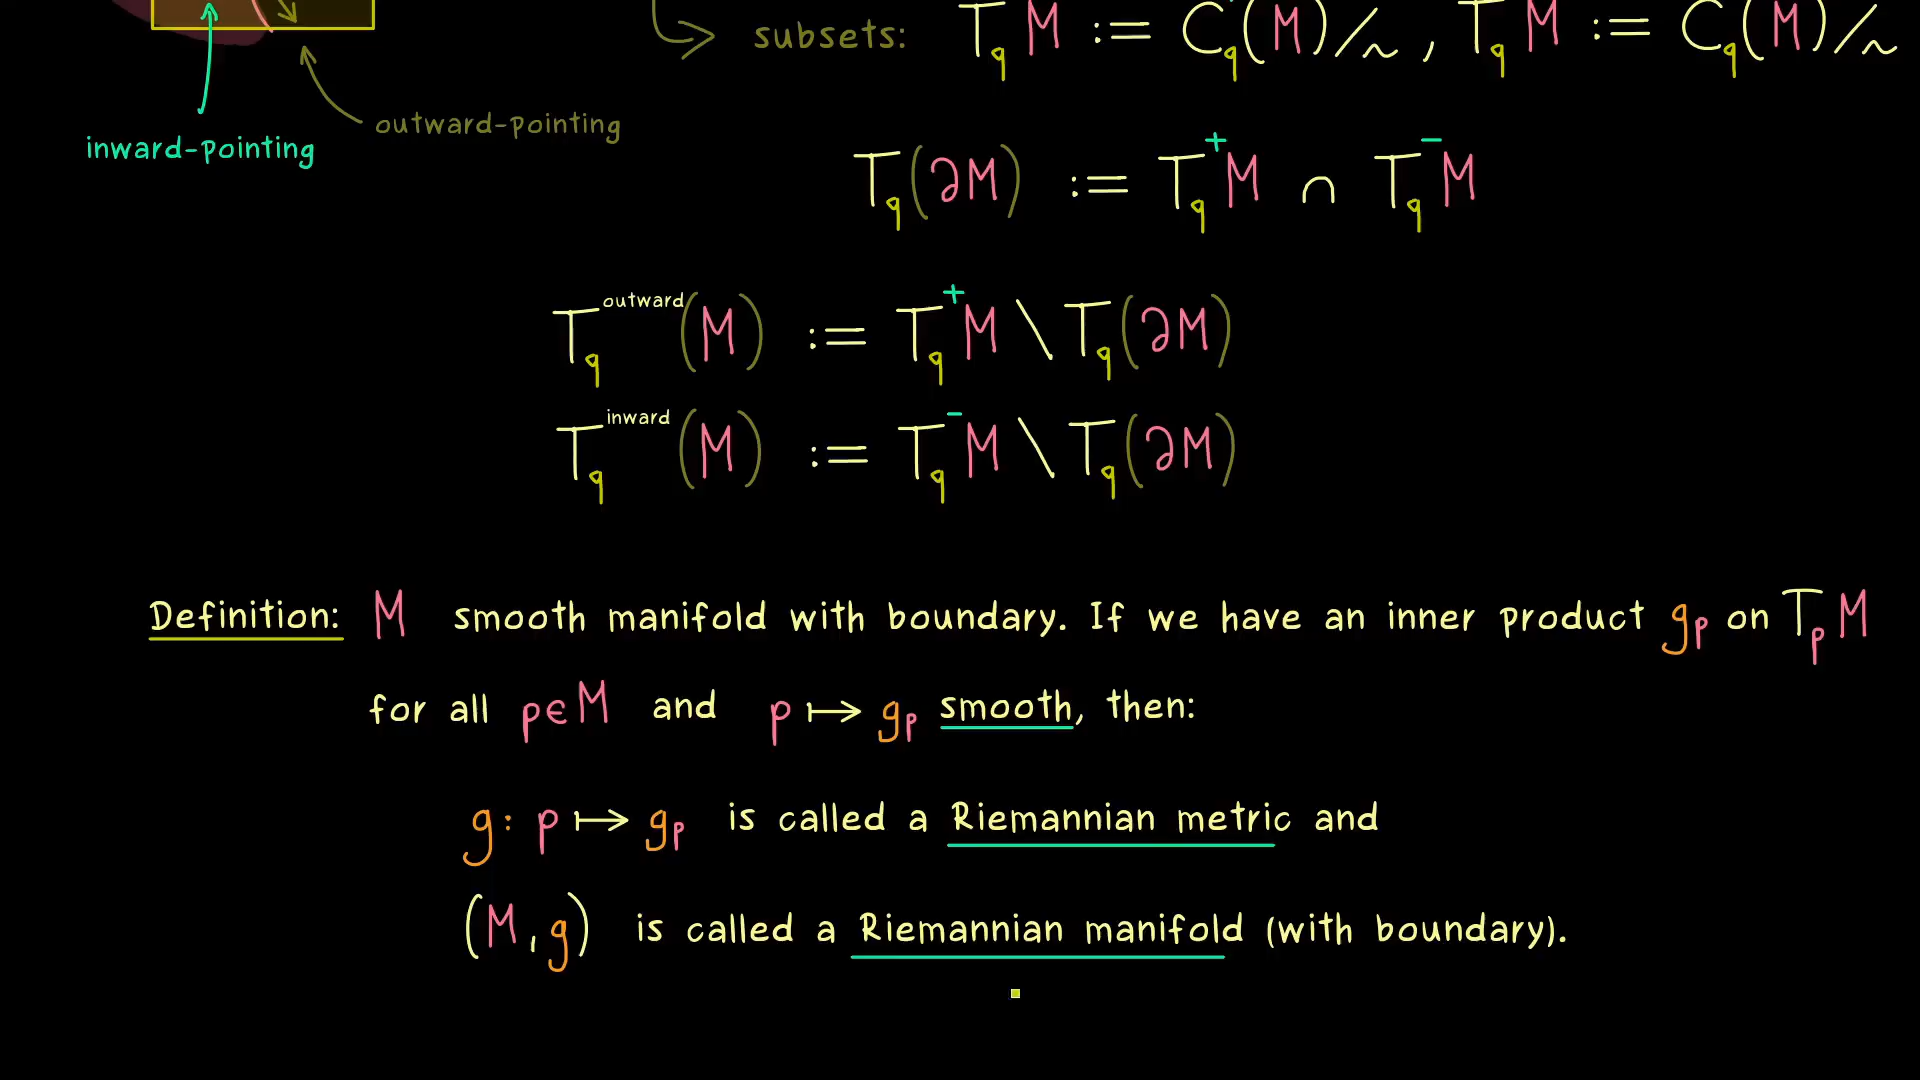 subsets: T_q M := C_q(M)/~ , T_q M := C_q(M)/~
outward-pointing
inward-pointing
T_q(∂M) := T_q^+ M ∩ T_q^- M
T_q^outward(M) := T_q^+ M \ T_q(∂M)
T_q^inward(M) := T_q^- M \ T_q(∂M)
Definition: M smooth manifold with boundary. If we have an inner product g_p on T_p M
for all p∈M and p ↦ g_p smooth, then:
g: p ↦ g_p is called a Riemannian metric and
(M, g) is called a Riemannian manifold (with boundary).